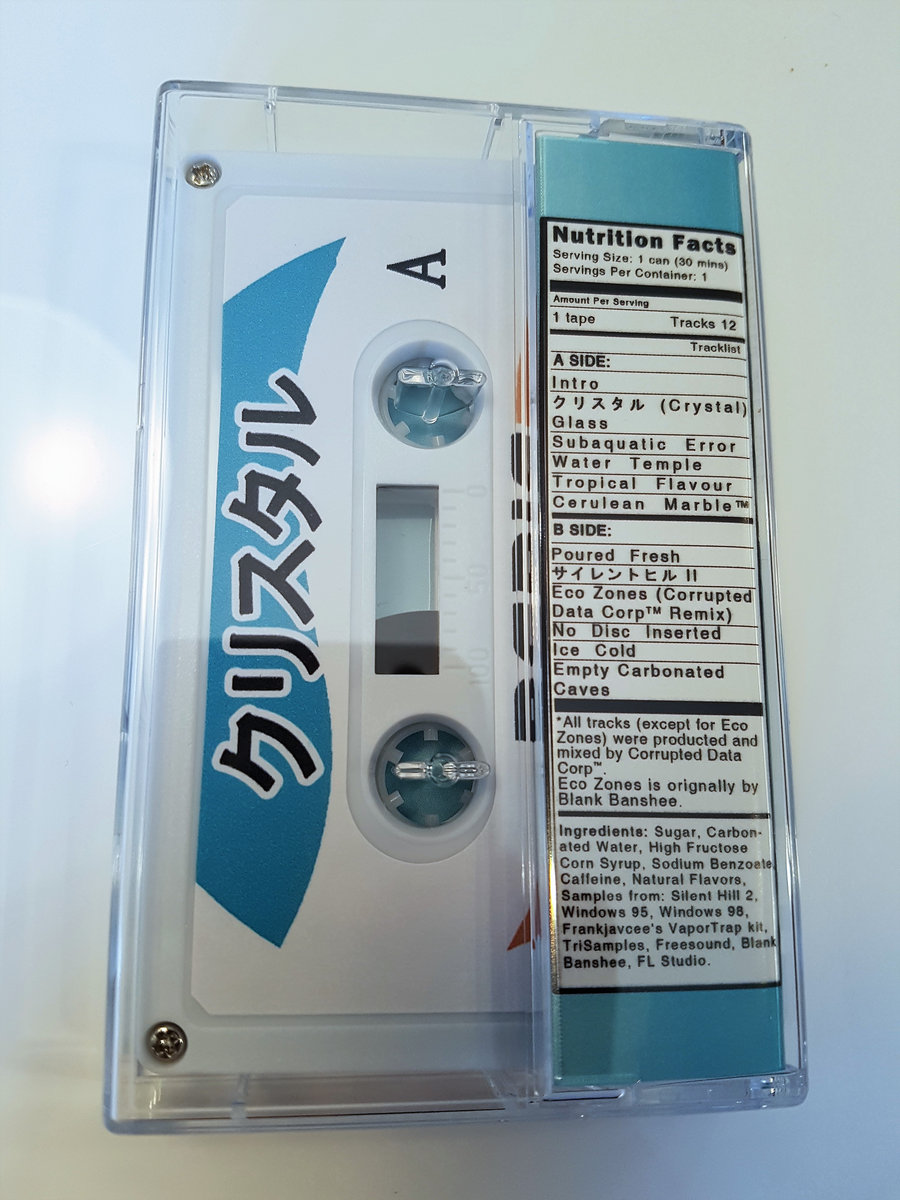 クリスタル
A
0
50
100
Nutrition Facts
Serving Size: 1 can (30 mins)
Servings Per Container: 1
Amount Per Serving
1 tape Tracks 12
Tracklist
A SIDE:
Intro
クリスタル (Crystal)
Glass
Subaquatic Error
Water Temple
Tropical Flavour
Cerulean Marble™
B SIDE:
Poured Fresh
サイレントヒル II
Eco Zones (Corrupted
Data Corp™ Remix)
No Disc Inserted
Ice Cold
Empty Carbonated
Caves
*All tracks (except for Eco
Zones) were producted and
mixed by Corrupted Data
Corp™.
Eco Zones is orignally by
Blank Banshee.
Ingredients: Sugar, Carbon-
ated Water, High Fructose
Corn Syrup, Sodium Benzoate
Caffeine, Natural Flavors,
Samples from: Silent Hill 2,
Windows 95, Windows 98,
Frankjavcee's VaporTrap kit,
TriSamples, Freesound, Blank
Banshee, FL Studio.